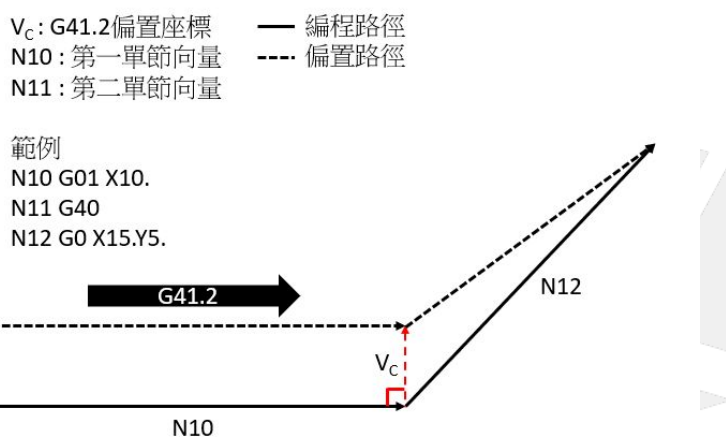 V_C : G41.2偏置座標
編程路徑
N10 : 第一單節向量
偏置路徑
N11 : 第二單節向量
範例
N10 G01 X10.
N11 G40
N12 G0 X15.Y5.
G41.2
N12
V_C
N10